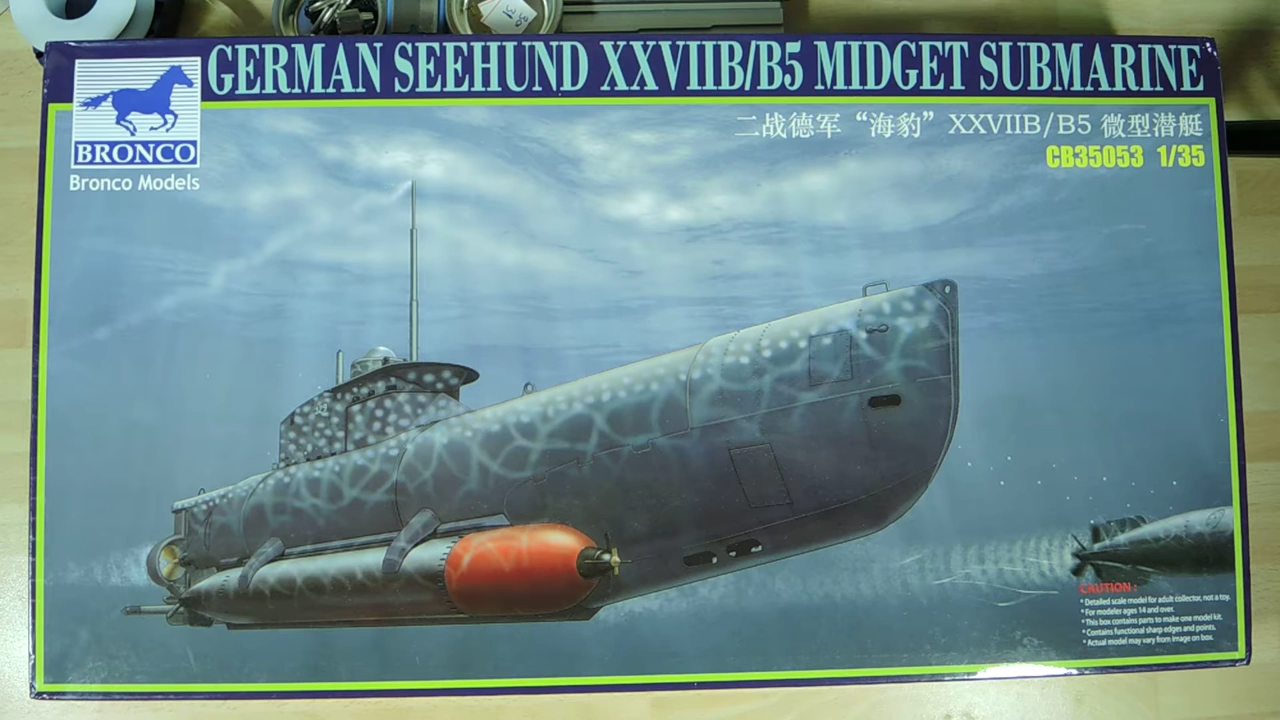 GERMAN SEEHUND XXVIIB/B5 MIDGET SUBMARINE
BRONCO
Bronco Models
二战德军“海豹”XXVIIB/B5 微型潜艇
CB35053 1/35
CAUTION :
* Detailed scale model for adult collector, not a toy.
* For modeler ages 14 and over.
* This box contains parts to make one model kit.
* Contains functional sharp edges and points.
* Actual model may vary from image on box.